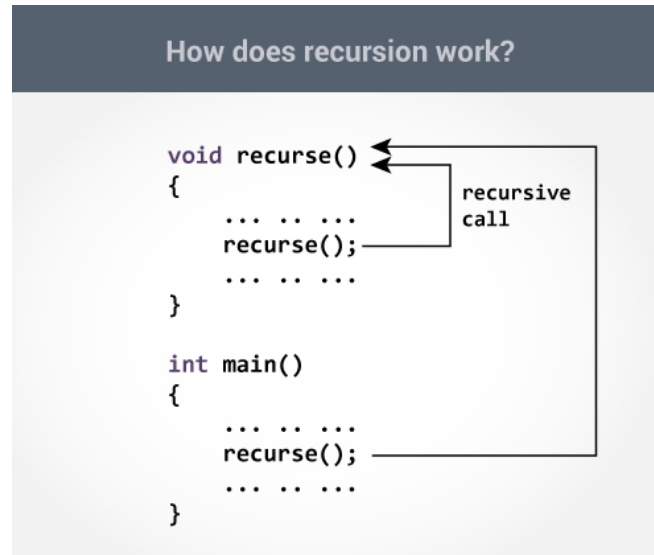 How does recursion work?
void recurse()
{
... .. ...
recurse();
... .. ...
}
recursive
call
int main()
{
... .. ...
recurse();
... .. ...
}